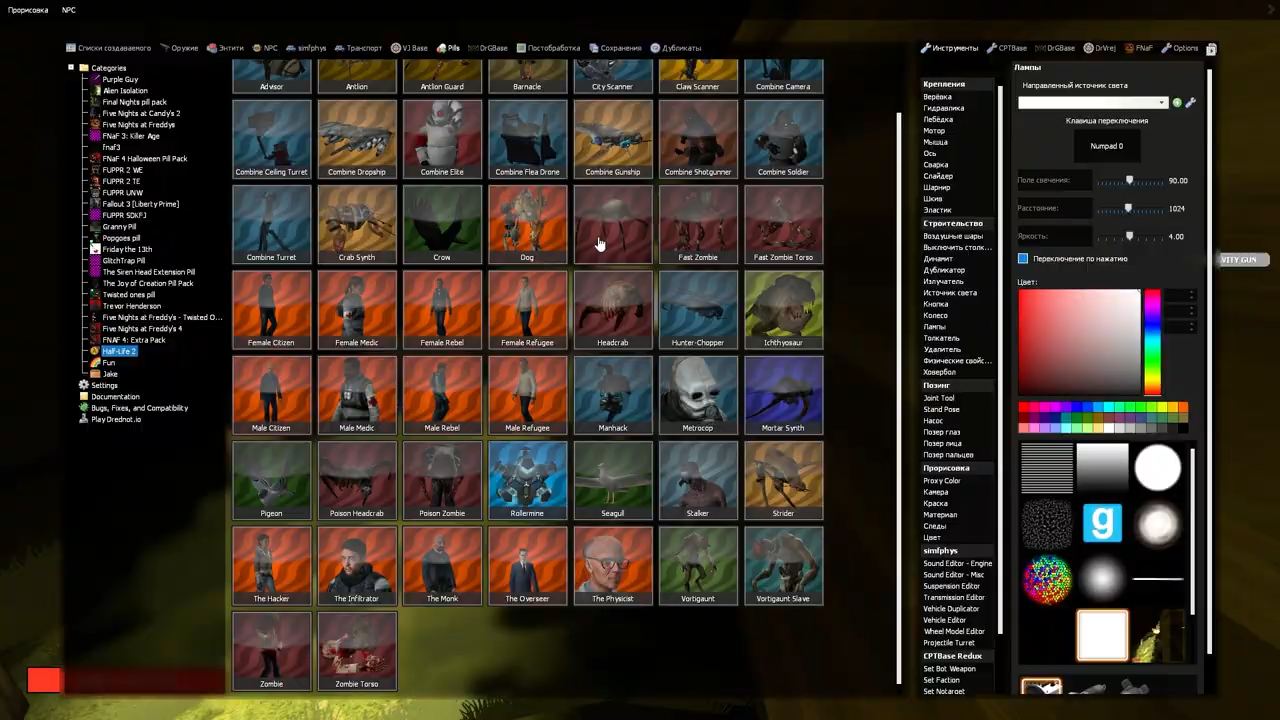 Прорисовка NPC
Списки создаваемого Оружие Энтити NPC simfphys Транспорт VJ Base Pills DrGBase Постобработка Сохранения Дубликаты
Categories
Purple Guy
Alien Isolation
Final Nights pill pack
Five Nights at Candy's 2
Five Nights at Freddys
FNaF 3: Killer Age
fnaf3
FNAF 4 Halloween Pill Pack
FUPPR 2 WE
FUPPR 2 TE
FUPPR UNW
Fallout 3 [Liberty Prime]
FUPPR SDKFJ
Granny Pill
Popgoes pill
Friday the 13th
GlitchTrap Pill
The Siren Head Extension Pill
The Joy of Creation Pill Pack
Twisted ones pill
Trevor Henderson
Five Nights at Freddy's - Twisted O...
Five Nights at Freddy's 4
FNAF 4: Extra Pack
Half-Life 2
Fun
Jake
Settings
Documentation
Bugs, Fixes, and Compatibility
Play Drednot.io
Advisor Antlion Antlion Guard Barnacle City Scanner Claw Scanner Combine Camera
Combine Ceiling Turret Combine Dropship Combine Elite Combine Flea Drone Combine Gunship Combine Shotgunner Combine Soldier
Combine Turret Crab Synth Crow Dog Fast Zombie Fast Zombie Torso
Female Citizen Female Medic Female Rebel Female Refugee Headcrab Hunter-Chopper Ichthyosaur
Male Citizen Male Medic Male Rebel Male Refugee Manhack Metrocop Mortar Synth
Pigeon Poison Headcrab Poison Zombie Rollermine Seagull Stalker Strider
The Hacker The Infiltrator The Monk The Overseer The Physicist Vortigaunt Vortigaunt Slave
Zombie Zombie Torso
Инструменты CPTBase DrGBase DrVrej FNaF Options
Крепления
Верёвка
Гидравлика
Лебёдка
Мотор
Мышца
Ось
Сварка
Слайдер
Шарнир
Шкив
Эластик
Строительство
Воздушные шары
Выключить столк...
Динамит
Дубликатор
Излучатель
Источник света
Кнопка
Колесо
Лампы
Толкатель
Удалитель
Физические свойс...
Ховербол
Позинг
Joint Tool
Stand Pose
Насос
Позер глаз
Позер лица
Позер пальцев
Прорисовка
Proxy Color
Камера
Краска
Материал
Следы
Цвет
simfphys
Sound Editor - Engine
Sound Editor - Misc
Suspension Editor
Transmission Editor
Vehicle Duplicator
Vehicle Editor
Wheel Model Editor
Projectile Turret
CPTBase Redux
Set Bot Weapon
Set Faction
Set Notarget
Лампы
Направленный источник света
Клавиша переключения
Numpad 0
Поле свечения: 90.00
Расстояние: 1024
Яркость: 4.00
Переключение по нажатию
Цвет:
g
VITY GUN